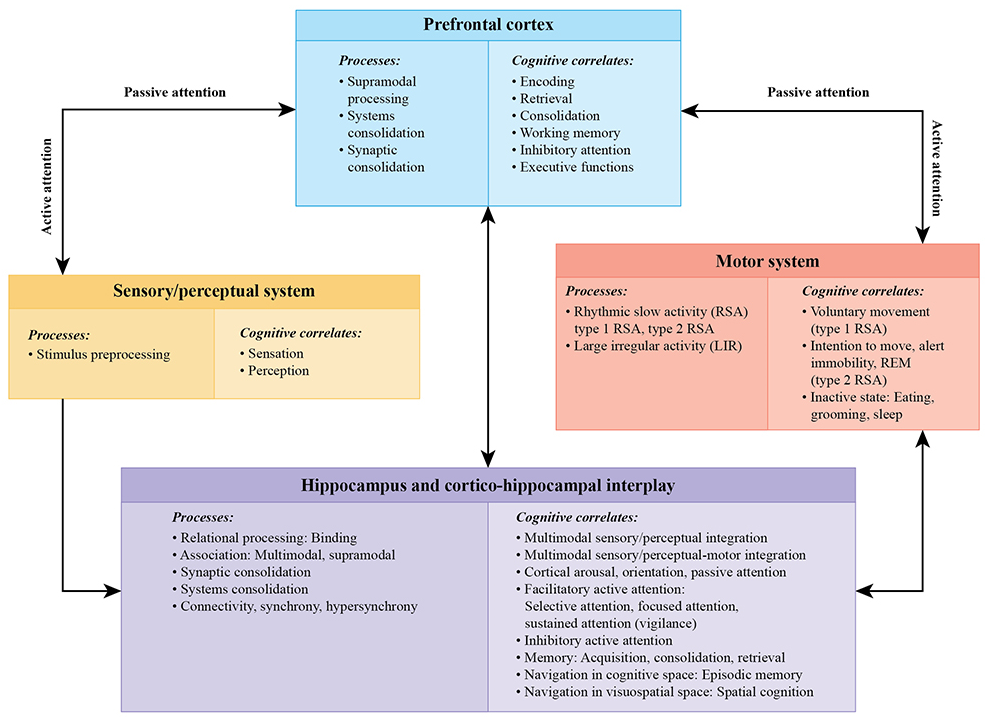 Prefrontal cortex
Processes:
• Supramodal
processing
• Systems
consolidation
• Synaptic
consolidation
Cognitive correlates:
• Encoding
• Retrieval
• Consolidation
• Working memory
• Inhibitory attention
• Executive functions
Passive attention
Active attention
Passive attention
Active attention
Sensory/perceptual system
Processes:
• Stimulus preprocessing
Cognitive correlates:
• Sensation
• Perception
Motor system
Processes:
• Rhythmic slow activity (RSA)
type 1 RSA, type 2 RSA
• Large irregular activity (LIR)
Cognitive correlates:
• Voluntary movement
(type 1 RSA)
• Intention to move, alert
immobility, REM
(type 2 RSA)
• Inactive state: Eating,
grooming, sleep
Hippocampus and cortico-hippocampal interplay
Processes:
• Relational processing: Binding
• Association: Multimodal, supramodal
• Synaptic consolidation
• Systems consolidation
• Connectivity, synchrony, hypersynchrony
Cognitive correlates:
• Multimodal sensory/perceptual integration
• Multimodal sensory/perceptual-motor integration
• Cortical arousal, orientation, passive attention
• Facilitatory active attention:
Selective attention, focused attention,
sustained attention (vigilance)
• Inhibitory active attention
• Memory: Acquisition, consolidation, retrieval
• Navigation in cognitive space: Episodic memory
• Navigation in visuospatial space: Spatial cognition